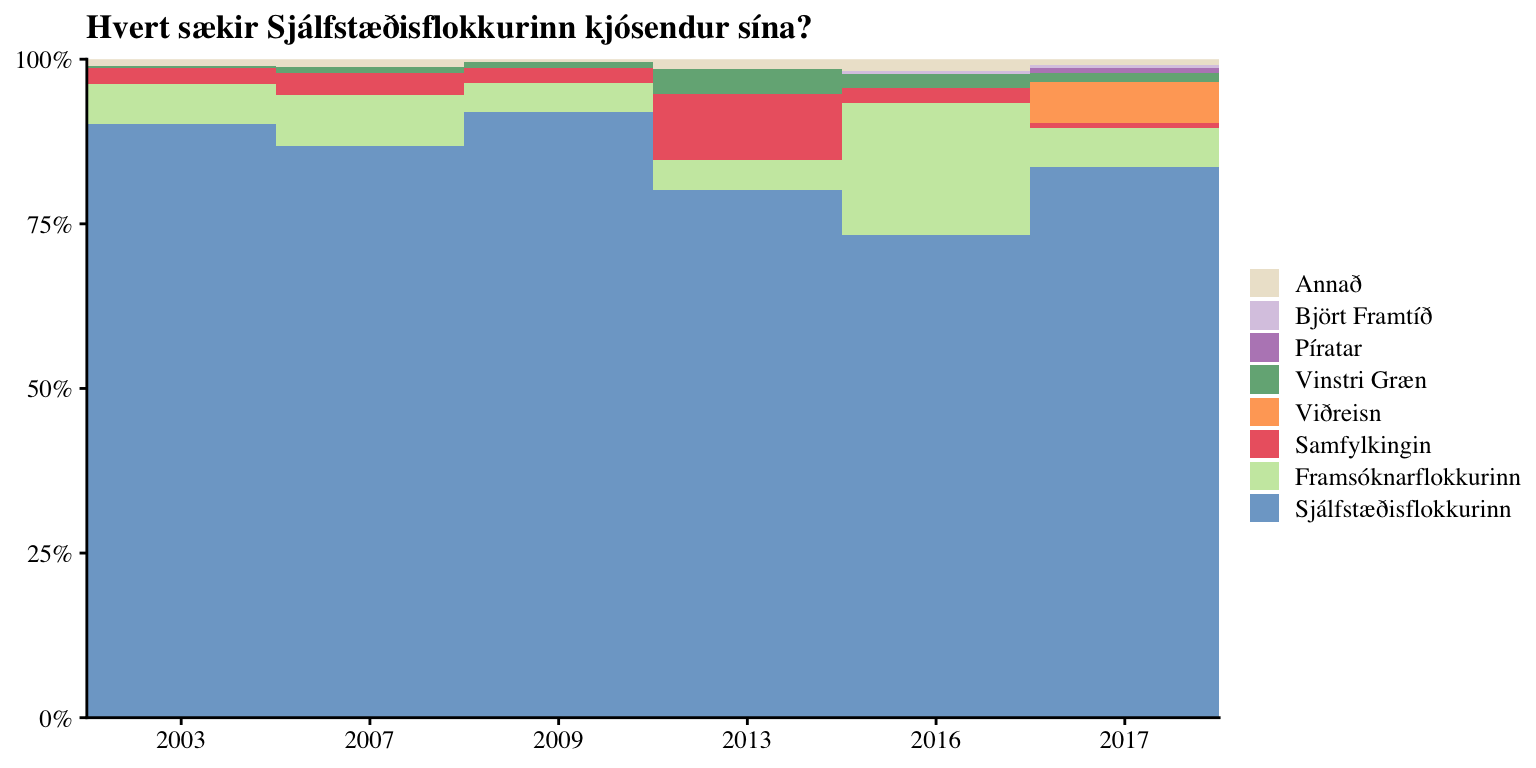 Hvert sækir Sjálfstæðisflokkurinn kjósendur sína?
100%
75%
50%
25%
0%
2003
2007
2009
2013
2016
2017
Annað
Björt Framtíð
Píratar
Vinstri Græn
Viðreisn
Samfylkingin
Framsóknarflokkurinn
Sjálfstæðisflokkurinn